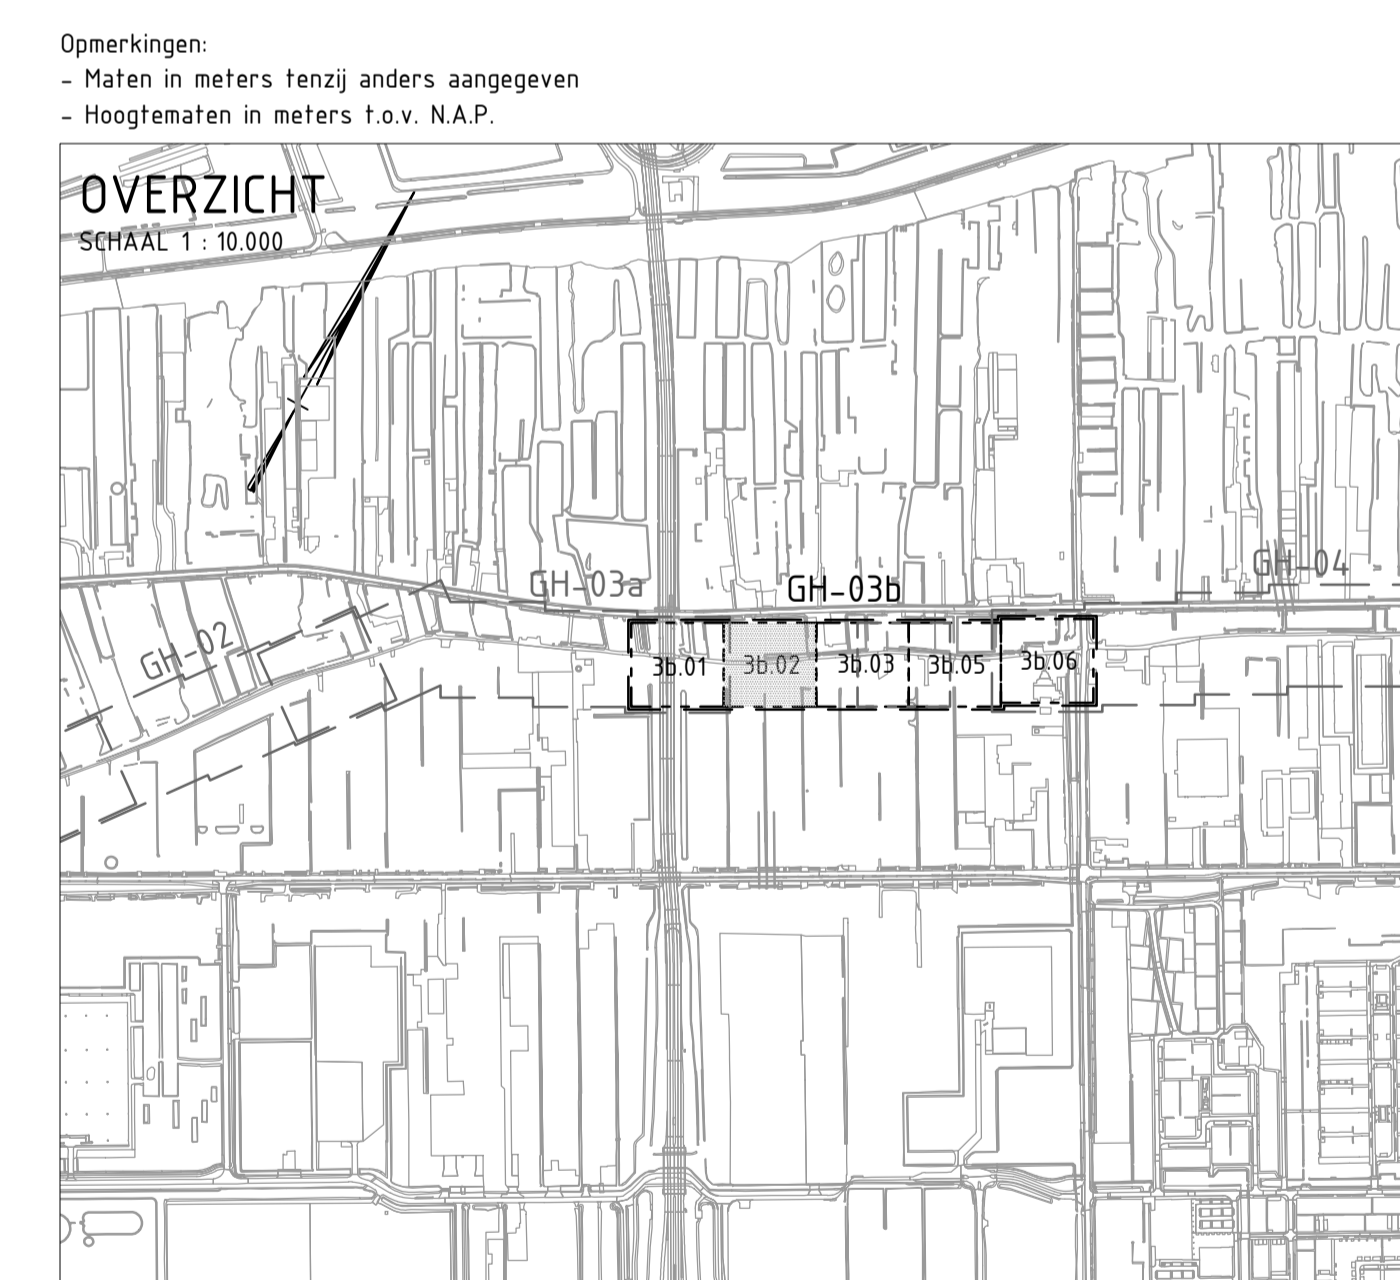 Opmerkingen:
- Maten in meters tenzij anders aangegeven
- Hoogtematen in meters t.o.v. N.A.P.
OVERZICHT
SCHAAL 1 : 10.000
GH-02
GH-03a
GH-03b
GH-04
3b.01
3b.02
3b.03
3b.05
3b.06